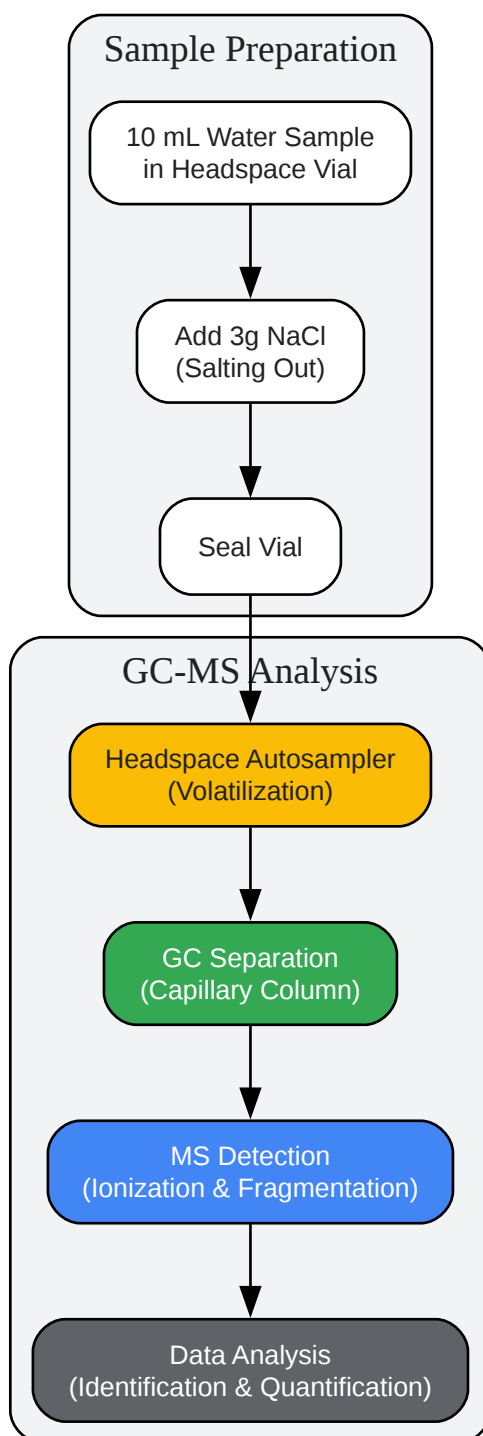 Sample Preparation
10 mL Water Sample
in Headspace Vial
Add 3g NaCl
(Salting Out)
Seal Vial
GC-MS Analysis
Headspace Autosampler
(Volatilization)
GC Separation
(Capillary Column)
MS Detection
(Ionization & Fragmentation)
Data Analysis
(Identification & Quantification)